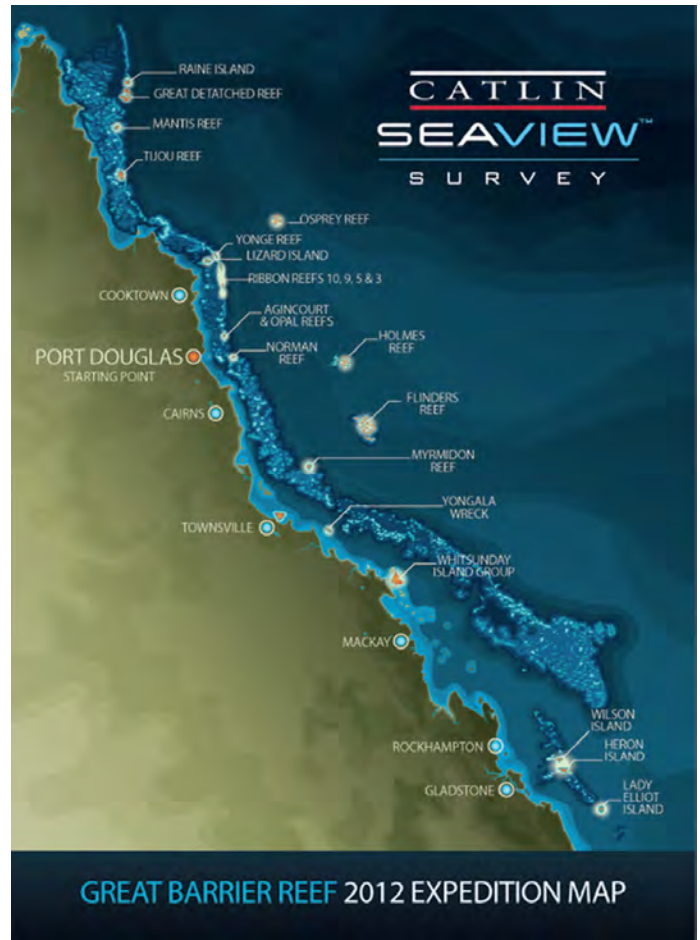 CATLIN
SEAVIEW™
SURVEY
RAINE ISLAND
GREAT DETATCHED REEF
MANTIS REEF
TIJOU REEF
OSPREY REEF
YONGE REEF
LIZARD ISLAND
RIBBON REEFS 10, 9, 5 & 3
COOKTOWN
AGINCOURT
& OPAL REEFS
HOLMES
REEF
PORT DOUGLAS
STARTING POINT
NORMAN
REEF
FLINDERS
REEF
CAIRNS
MYRMIDON
REEF
YONGALA
WRECK
TOWNSVILLE
WHITSUNDAY
ISLAND GROUP
MACKAY
WILSON
ISLAND
ROCKHAMPTON
HERON
ISLAND
GLADSTONE
LADY
ELLIOT
ISLAND
GREAT BARRIER REEF 2012 EXPEDITION MAP